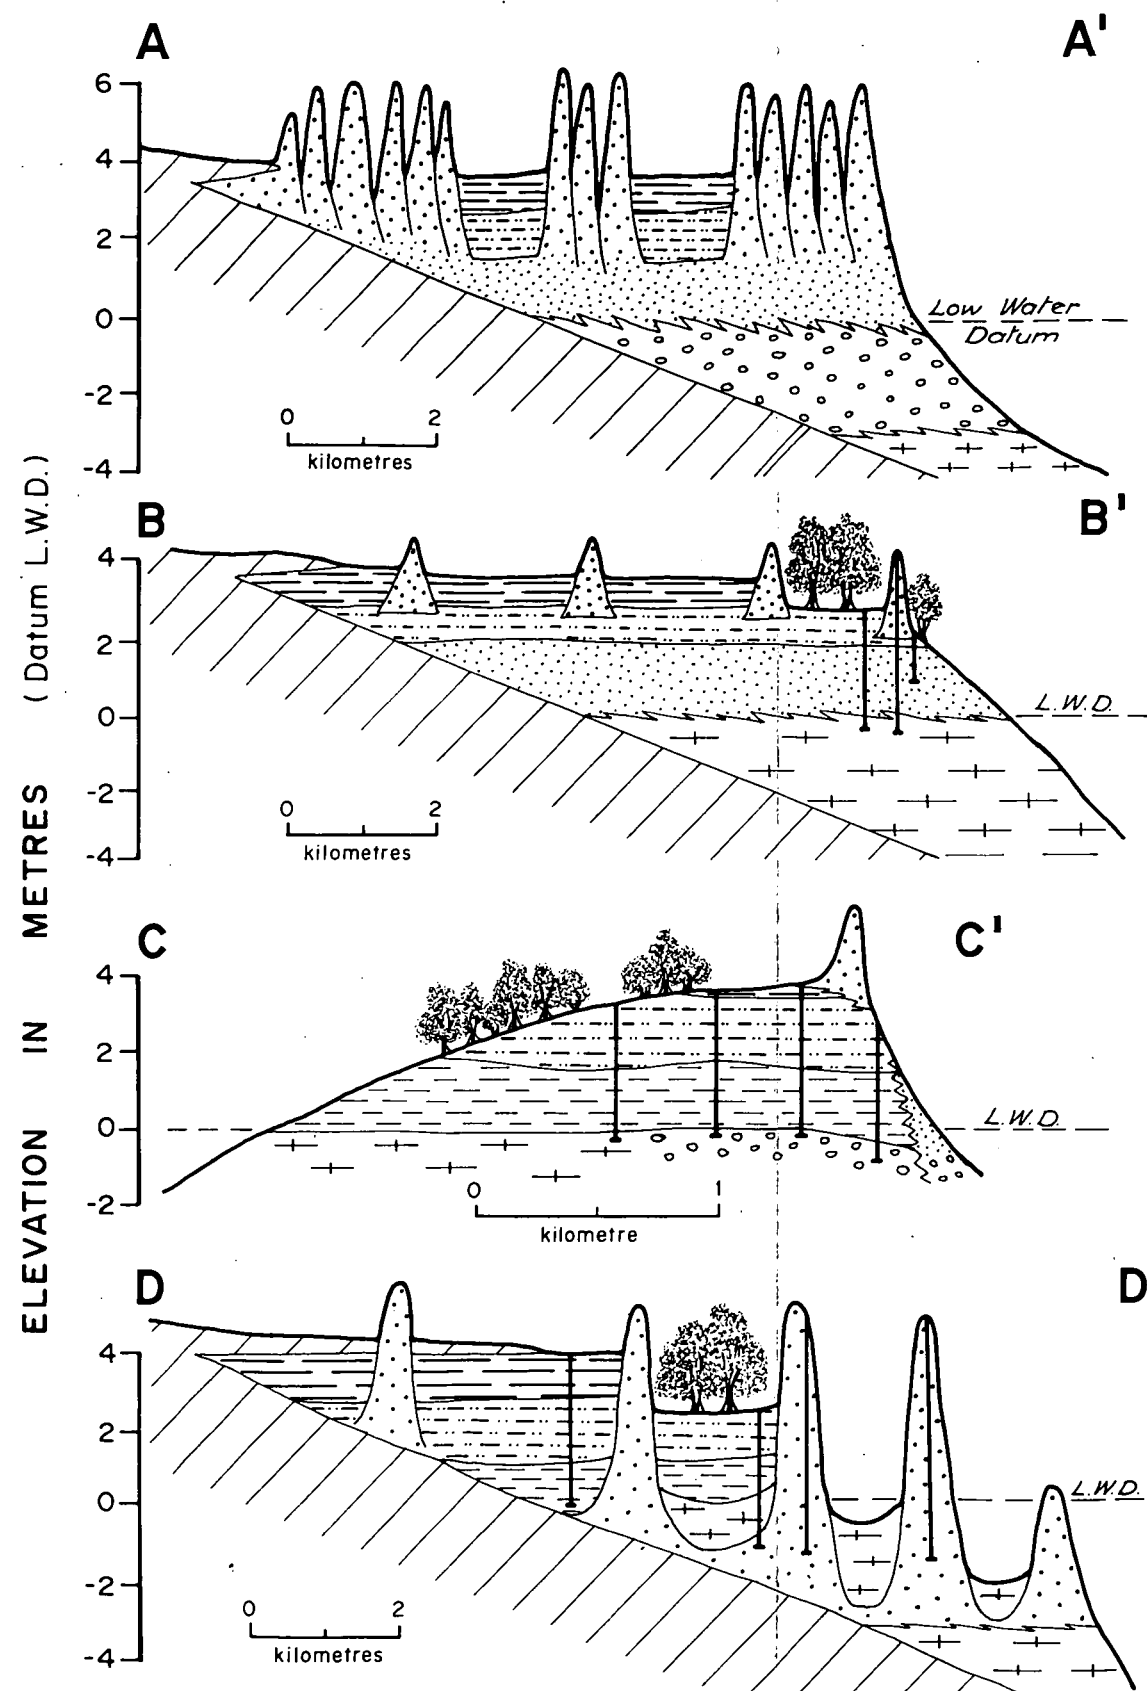 A
A'
6
4
2
0
-2
-4
Low Water
Datum
0 2
kilometres
B
B'
4
2
0
-2
-4
L.W.D.
0 2
kilometres
C
C'
4
2
0
-2
L.W.D.
0 1
kilometre
D
D
4
2
0
-2
-4
L.W.D.
0 2
kilometres
ELEVATION IN METRES (Datum L.W.D.)